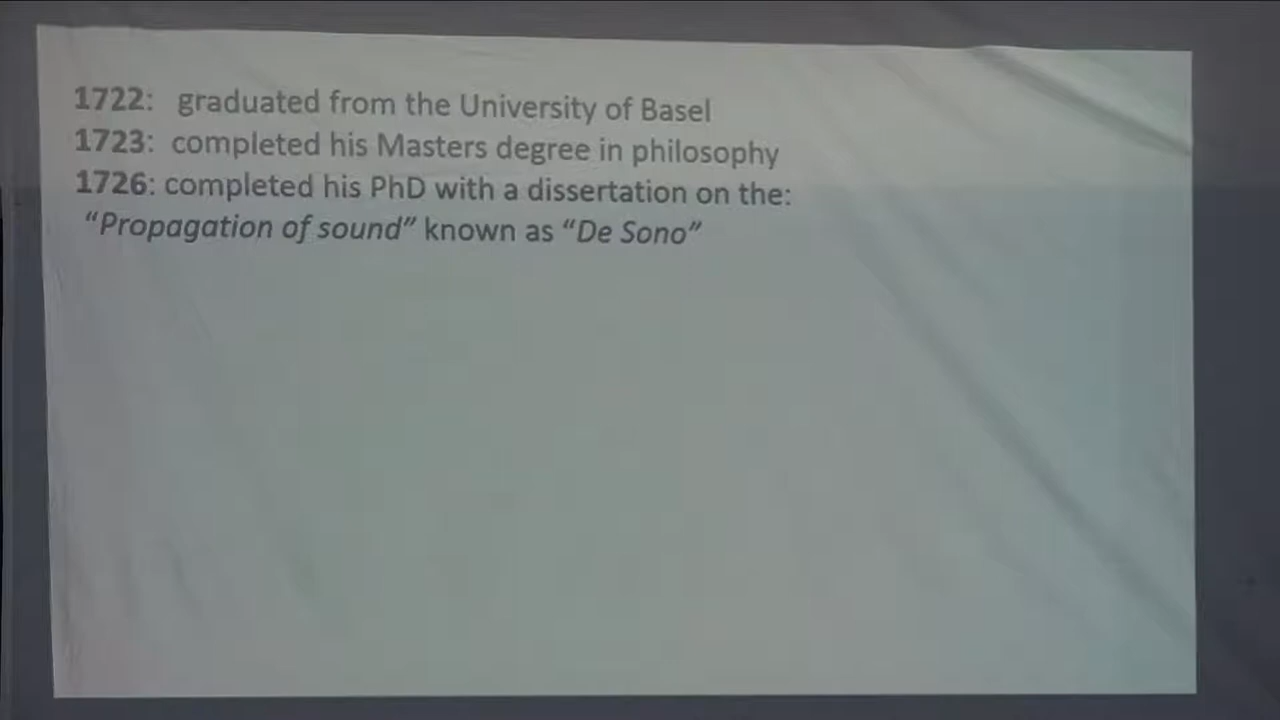 1722: graduated from the University of Basel
1723: completed his Masters degree in philosophy
1726: completed his PhD with a dissertation on the:
“Propagation of sound” known as “De Sono”